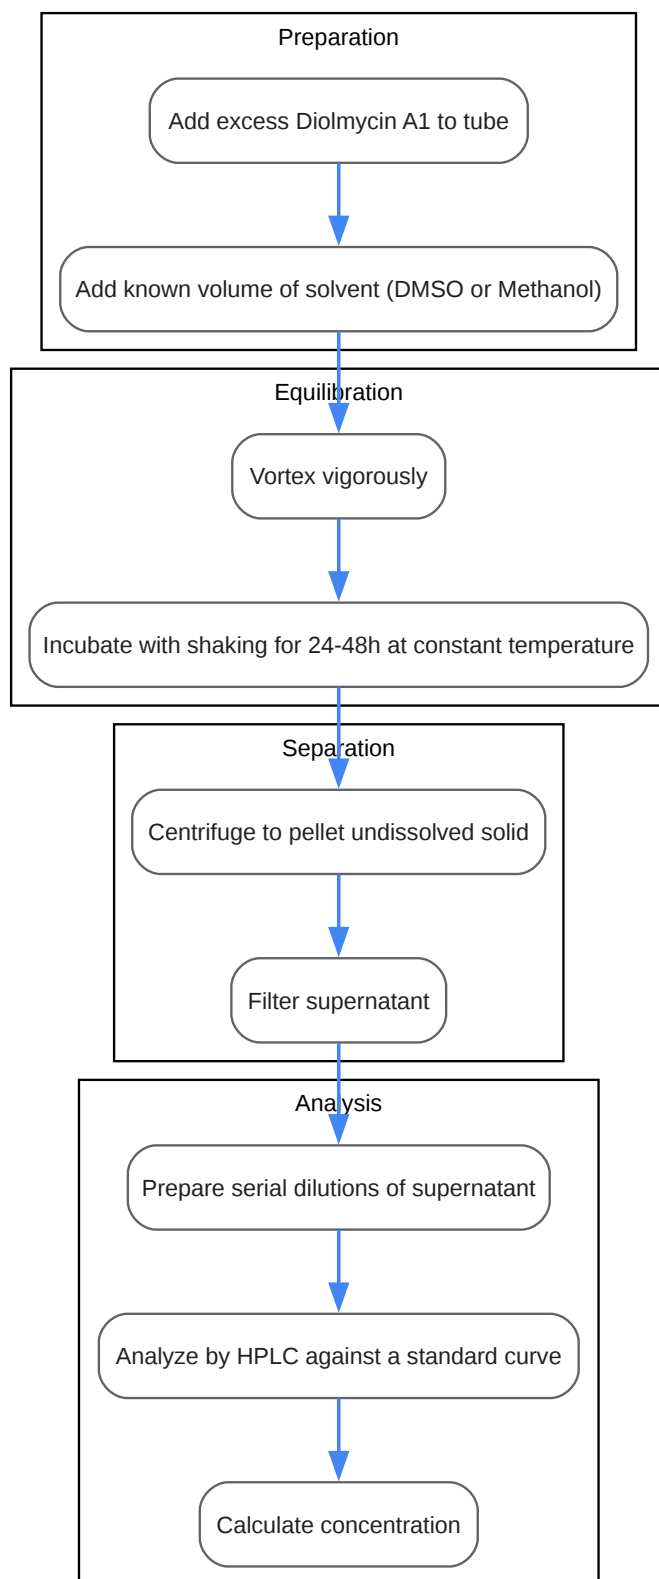 Preparation
Add excess Diolmycin A1 to tube
Add known volume of solvent (DMSO or Methanol)
Equilibration
Vortex vigorously
Incubate with shaking for 24-48h at constant temperature
Separation
Centrifuge to pellet undissolved solid
Filter supernatant
Analysis
Prepare serial dilutions of supernatant
Analyze by HPLC against a standard curve
Calculate concentration